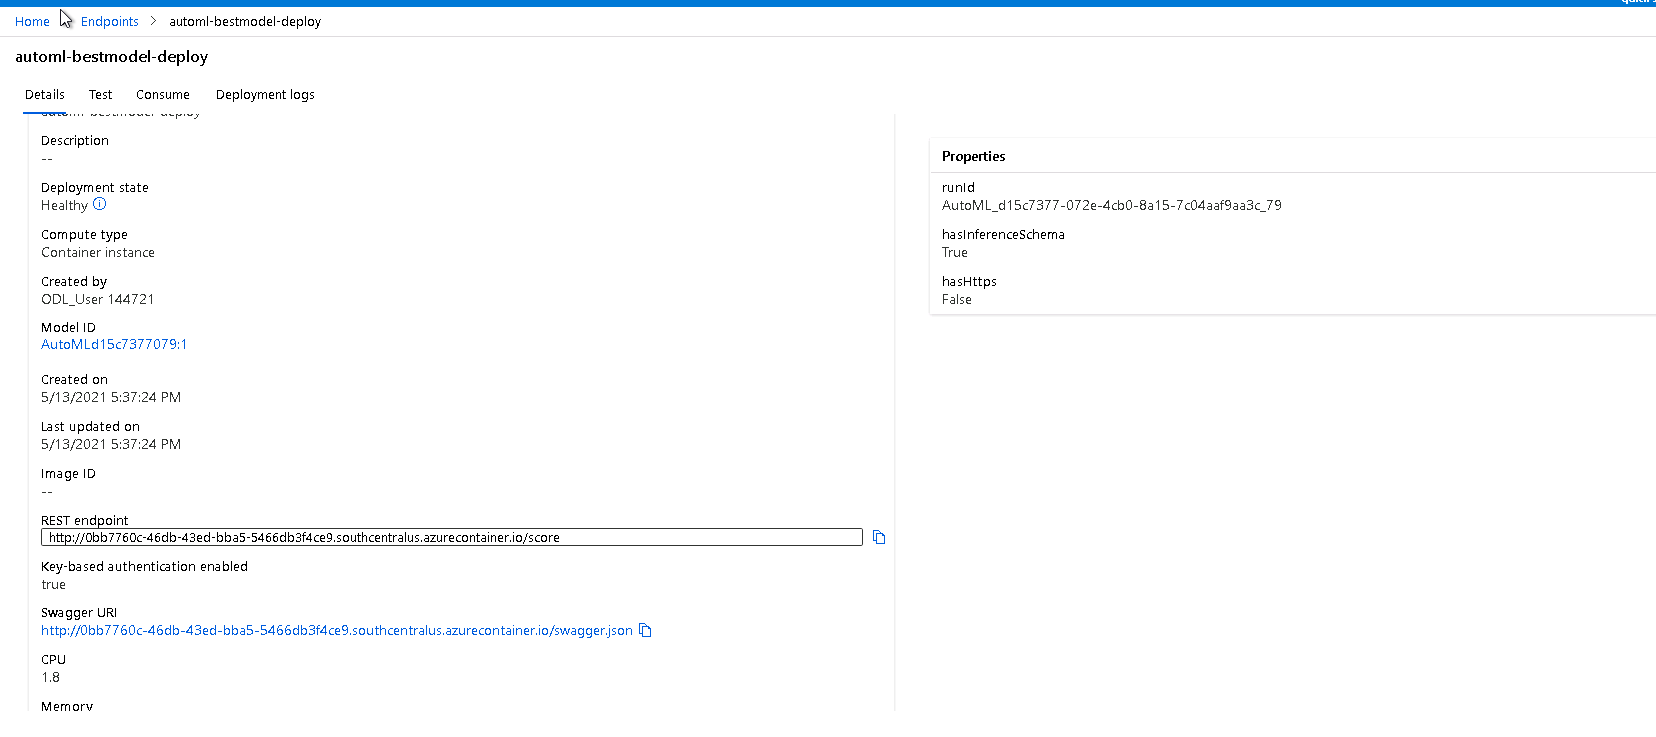 Home > Endpoints > automl-bestmodel-deploy
automl-bestmodel-deploy
Details Test Consume Deployment logs
automl-bestmodel-deploy
Description
--
Deployment state
Healthy
Compute type
Container instance
Created by
ODL_User 144721
Model ID
AutoMLd15c7377079:1
Created on
5/13/2021 5:37:24 PM
Last updated on
5/13/2021 5:37:24 PM
Image ID
--
REST endpoint
http://0bb7760c-46db-43ed-bba5-5466db3f4ce9.southcentralus.azurecontainer.io/score
Key-based authentication enabled
true
Swagger URI
http://0bb7760c-46db-43ed-bba5-5466db3f4ce9.southcentralus.azurecontainer.io/swagger.json
CPU
1.8
Memory
Properties
runId
AutoML_d15c7377-072e-4cb0-8a15-7c04aaf9aa3c_79
hasInferenceSchema
True
hasHttps
False